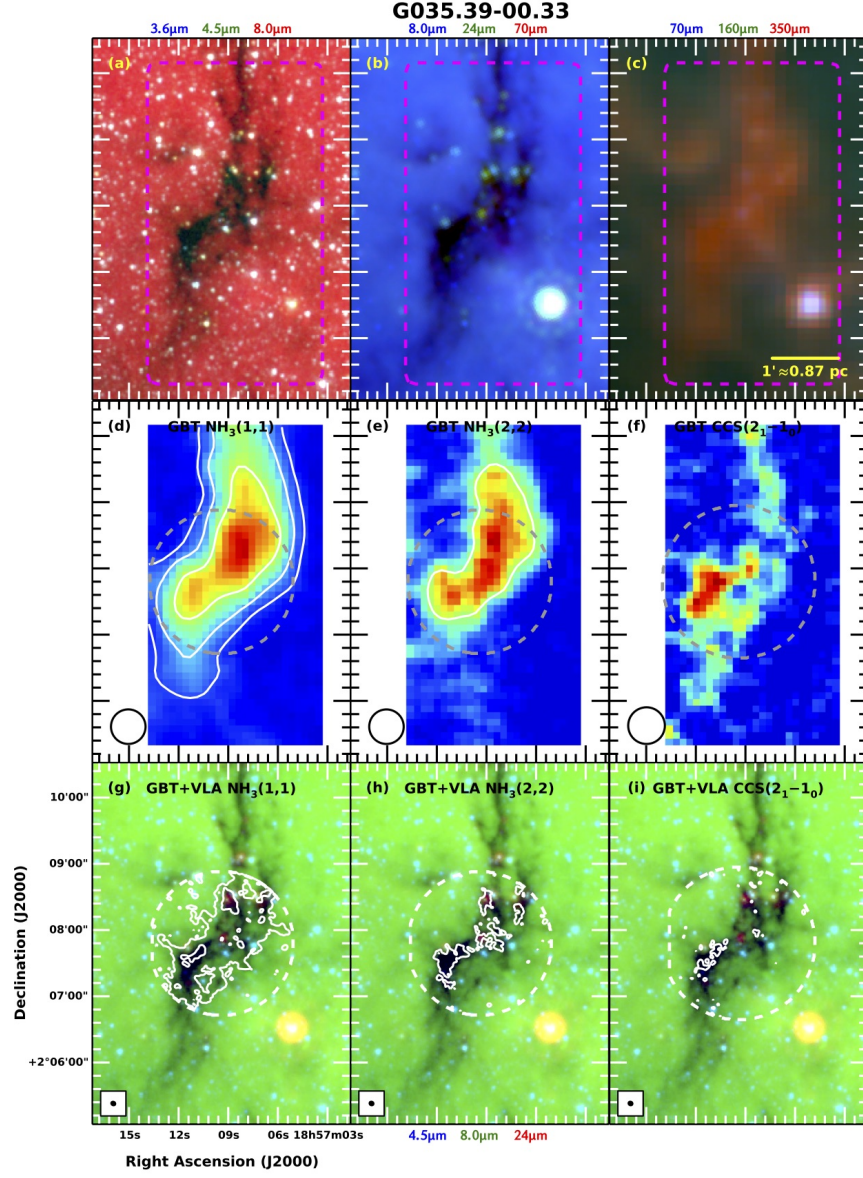 G035.39-00.33
3.6μm 4.5μm 8.0μm 8.0μm 24μm 70μm 70μm 160μm 350μm
(a) (b) (c)
1'≈0.87 pc
(d) GBT NH₃(1,1) (e) GBT NH₃(2,2) (f) GBT CCS(2₁−1₀)
(g) GBT+VLA NH₃(1,1) (h) GBT+VLA NH₃(2,2) (i) GBT+VLA CCS(2₁−1₀)
10'00"
09'00"
08'00"
07'00"
+2°06'00"
Declination (J2000)
15s 12s 09s 06s 18h57m03s 4.5μm 8.0μm 24μm
Right Ascension (J2000)